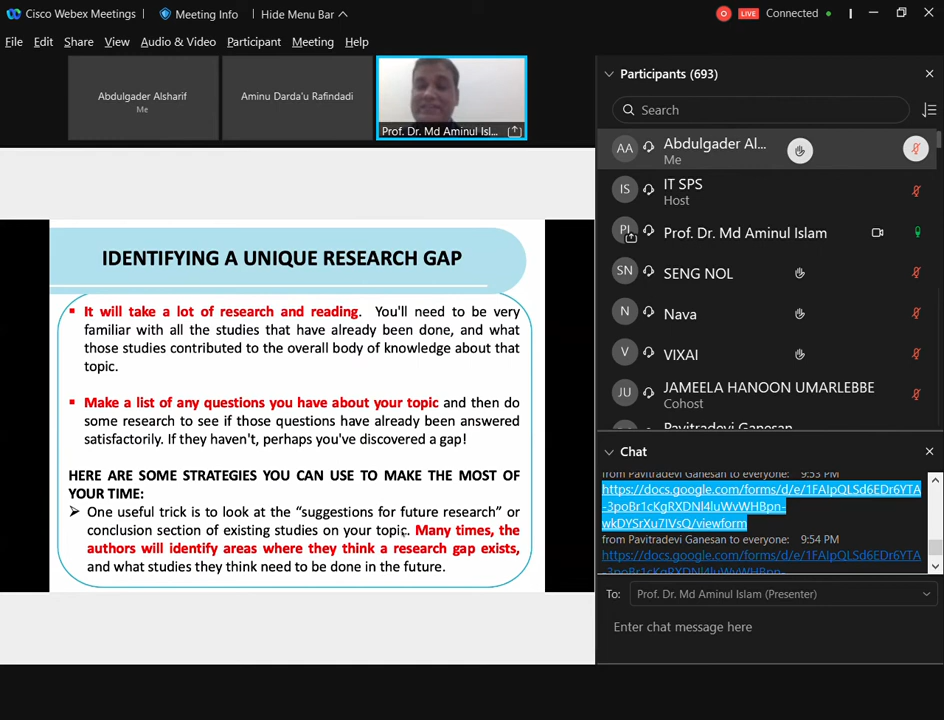 Cisco Webex Meetings
Meeting Info
Hide Menu Bar
LIVE
Connected
File Edit Share View Audio & Video Participant Meeting Help
Abdulgader Alsharif
Me
Aminu Darda'u Rafindadi
Prof. Dr. Md Aminul Isl...
IDENTIFYING A UNIQUE RESEARCH GAP
▪ It will take a lot of research and reading. You'll need to be very
familiar with all the studies that have already been done, and what
those studies contributed to the overall body of knowledge about that
topic.
▪ Make a list of any questions you have about your topic and then do
some research to see if those questions have already been answered
satisfactorily. If they haven't, perhaps you've discovered a gap!
HERE ARE SOME STRATEGIES YOU CAN USE TO MAKE THE MOST OF
YOUR TIME:
➢ One useful trick is to look at the “suggestions for future research” or
conclusion section of existing studies on your topic. Many times, the
authors will identify areas where they think a research gap exists,
and what studies they think need to be done in the future.
Participants (693)
Search
AA Abdulgader Al...
Me
IS IT SPS
Host
PI Prof. Dr. Md Aminul Islam
SN SENG NOL
N Nava
V VIXAI
JU JAMEELA HANOON UMARLEBBE
Cohost
Pavitradevi Ganesan
Chat
from Pavitradevi Ganesan to everyone: 9:53 PM
https://docs.google.com/forms/d/e/1FAIpQLSd6EDr6YTA
-3poBr1cKgRXDNl4luWvWHBpn-
wkDYSrXu7IVsQ/viewform
from Pavitradevi Ganesan to everyone: 9:54 PM
https://docs.google.com/forms/d/e/1FAIpQLSd6EDr6YTA
-3poBr1cKgRXDNl4luWvWHBpn-
To: Prof. Dr. Md Aminul Islam (Presenter)
Enter chat message here